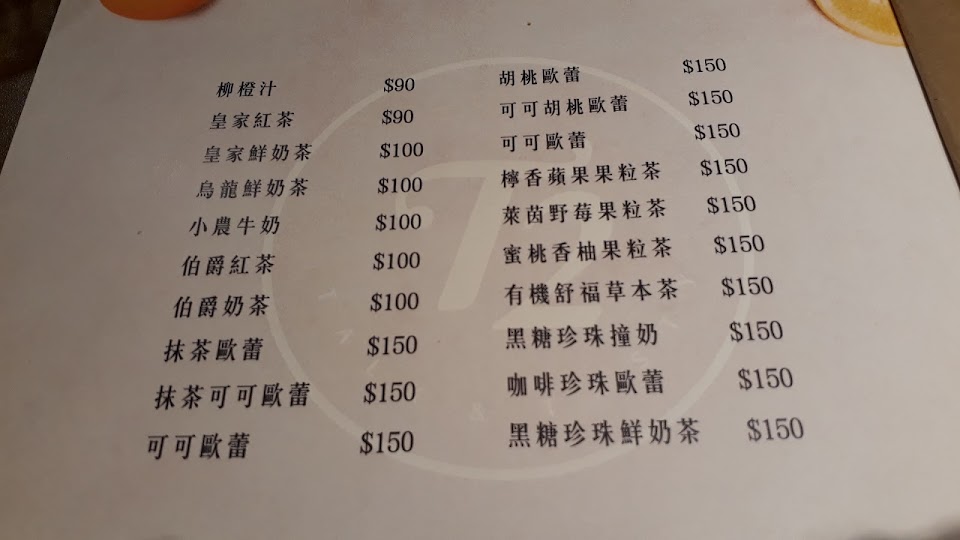 柳橙汁 $90
皇家紅茶 $90
皇家鮮奶茶 $100
烏龍鮮奶茶 $100
小農牛奶 $100
伯爵紅茶 $100
伯爵奶茶 $100
抹茶歐蕾 $150
抹茶可可歐蕾 $150
可可歐蕾 $150
胡桃歐蕾 $150
可可胡桃歐蕾 $150
可可歐蕾 $150
檸香蘋果果粒茶 $150
萊茵野莓果粒茶 $150
蜜桃香柚果粒茶 $150
有機舒福草本茶 $150
黑糖珍珠撞奶 $150
咖啡珍珠歐蕾 $150
黑糖珍珠鮮奶茶 $150